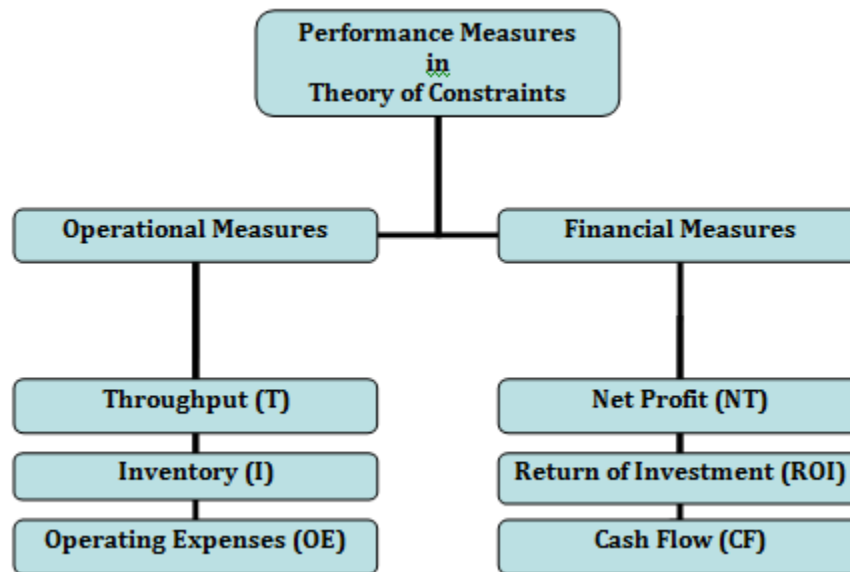 Performance Measures
in
Theory of Constraints
Operational Measures
Financial Measures
Throughput (T)
Net Profit (NT)
Inventory (I)
Return of Investment (ROI)
Operating Expenses (OE)
Cash Flow (CF)